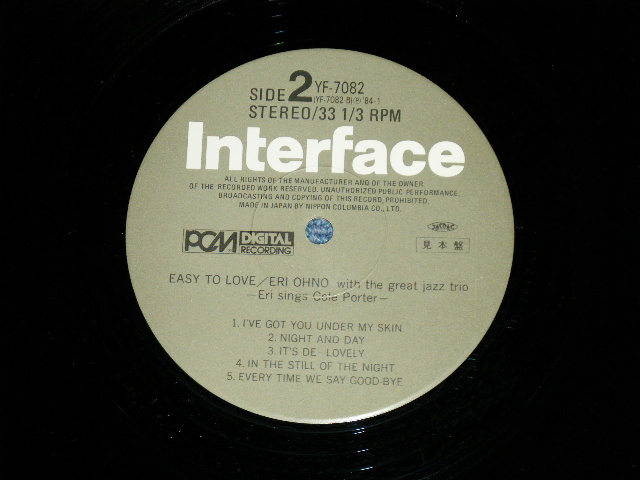 SIDE 2 YF-7082
(YF-7082 B) Ⓟ '84-1
STEREO/33 1/3 RPM
Interface
ALL RIGHTS OF THE MANUFACTURER AND OF THE OWNER
OF THE RECORDED WORK RESERVED. UNAUTHORIZED PUBLIC PERFORMANCE,
BROADCASTING AND COPYING OF THIS RECORD PROHIBITED.
MADE IN JAPAN BY NIPPON COLUMBIA CO., LTD.
PCM DIGITAL RECORDING
見本盤
EASY TO LOVE/ERI OHNO with the great jazz trio
—Eri sings Cole Porter—
1. I'VE GOT YOU UNDER MY SKIN
2. NIGHT AND DAY
3. IT'S DE-LOVELY
4. IN THE STILL OF THE NIGHT
5. EVERY TIME WE SAY GOOD-BYE